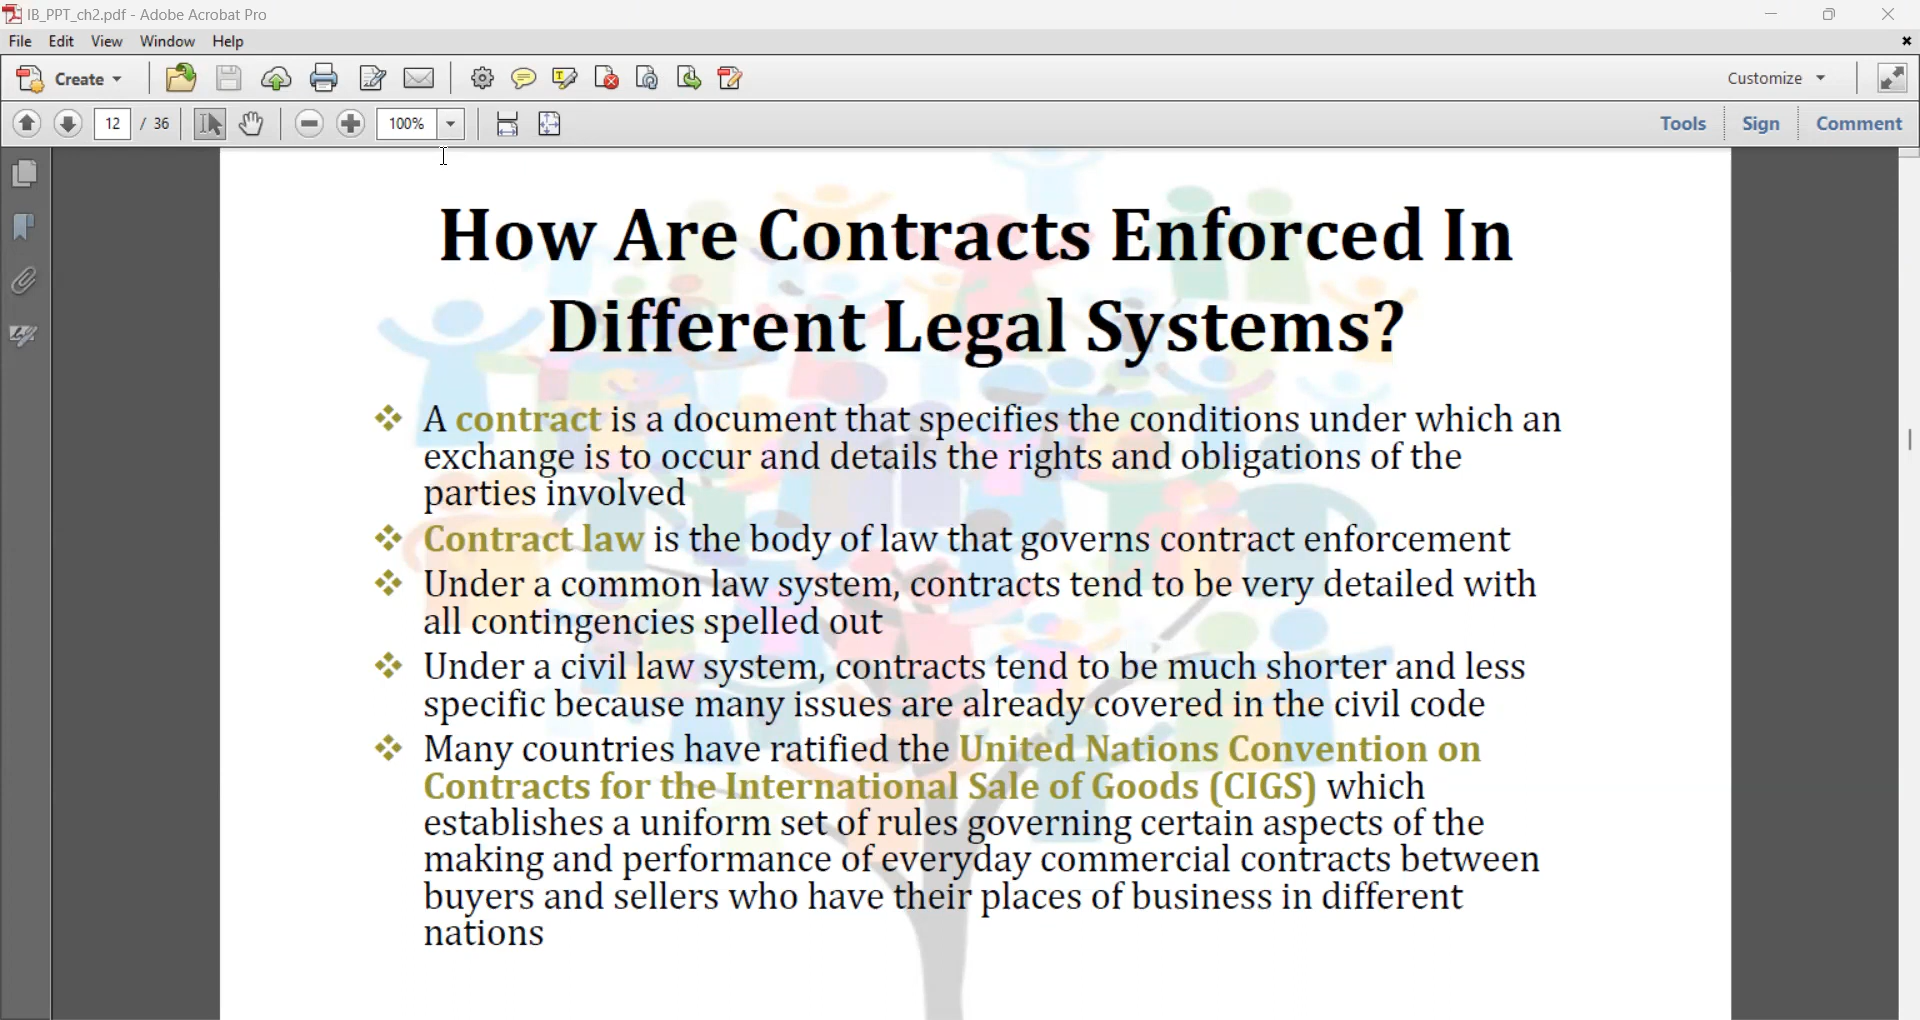 IB_PPT_ch2.pdf - Adobe Acrobat Pro
File Edit View Window Help
Create
Customize
12 / 36
100%
Tools Sign Comment
How Are Contracts Enforced In
Different Legal Systems?
A contract is a document that specifies the conditions under which an
exchange is to occur and details the rights and obligations of the
parties involved
Contract law is the body of law that governs contract enforcement
Under a common law system, contracts tend to be very detailed with
all contingencies spelled out
Under a civil law system, contracts tend to be much shorter and less
specific because many issues are already covered in the civil code
Many countries have ratified the United Nations Convention on
Contracts for the International Sale of Goods (CIGS) which
establishes a uniform set of rules governing certain aspects of the
making and performance of everyday commercial contracts between
buyers and sellers who have their places of business in different
nations